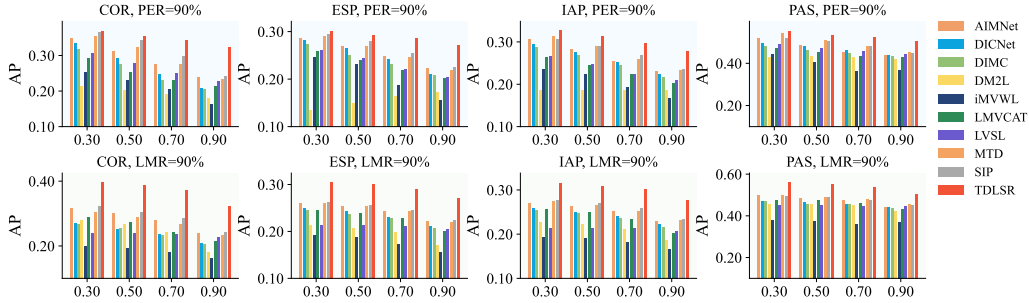 COR, PER=90%
ESP, PER=90%
IAP, PER=90%
PAS, PER=90%
AP
0.30
0.20
0.10
0.30 0.50 0.70 0.90
AP
0.30
0.20
0.10
0.30 0.50 0.70 0.90
AP
0.30
0.20
0.10
0.30 0.50 0.70 0.90
AP
0.40
0.20
0.30 0.50 0.70 0.90
COR, LMR=90%
ESP, LMR=90%
IAP, LMR=90%
PAS, LMR=90%
AP
0.40
0.20
0.30 0.50 0.70 0.90
AP
0.30
0.20
0.10
0.30 0.50 0.70 0.90
AP
0.30
0.20
0.10
0.30 0.50 0.70 0.90
AP
0.60
0.40
0.20
0.30 0.50 0.70 0.90
AIMNet
DICNet
DIMC
DM2L
iMVWL
LMVCAT
LVSL
MTD
SIP
TDLSR